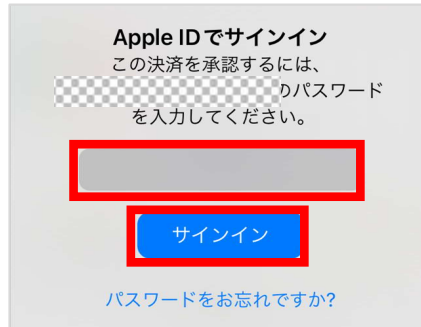 Apple IDでサインイン
この決済を承認するには、
のパスワード
を入力してください。
サインイン
パスワードをお忘れですか?